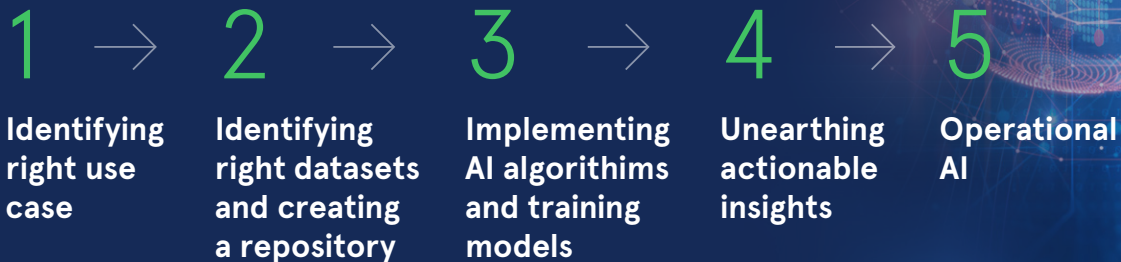 1
Identifying
right use
case
2
Identifying
right datasets
and creating
a repository
3
Implementing
AI algorithims
and training
models
4
Unearthing
actionable
insights
5
Operational
AI